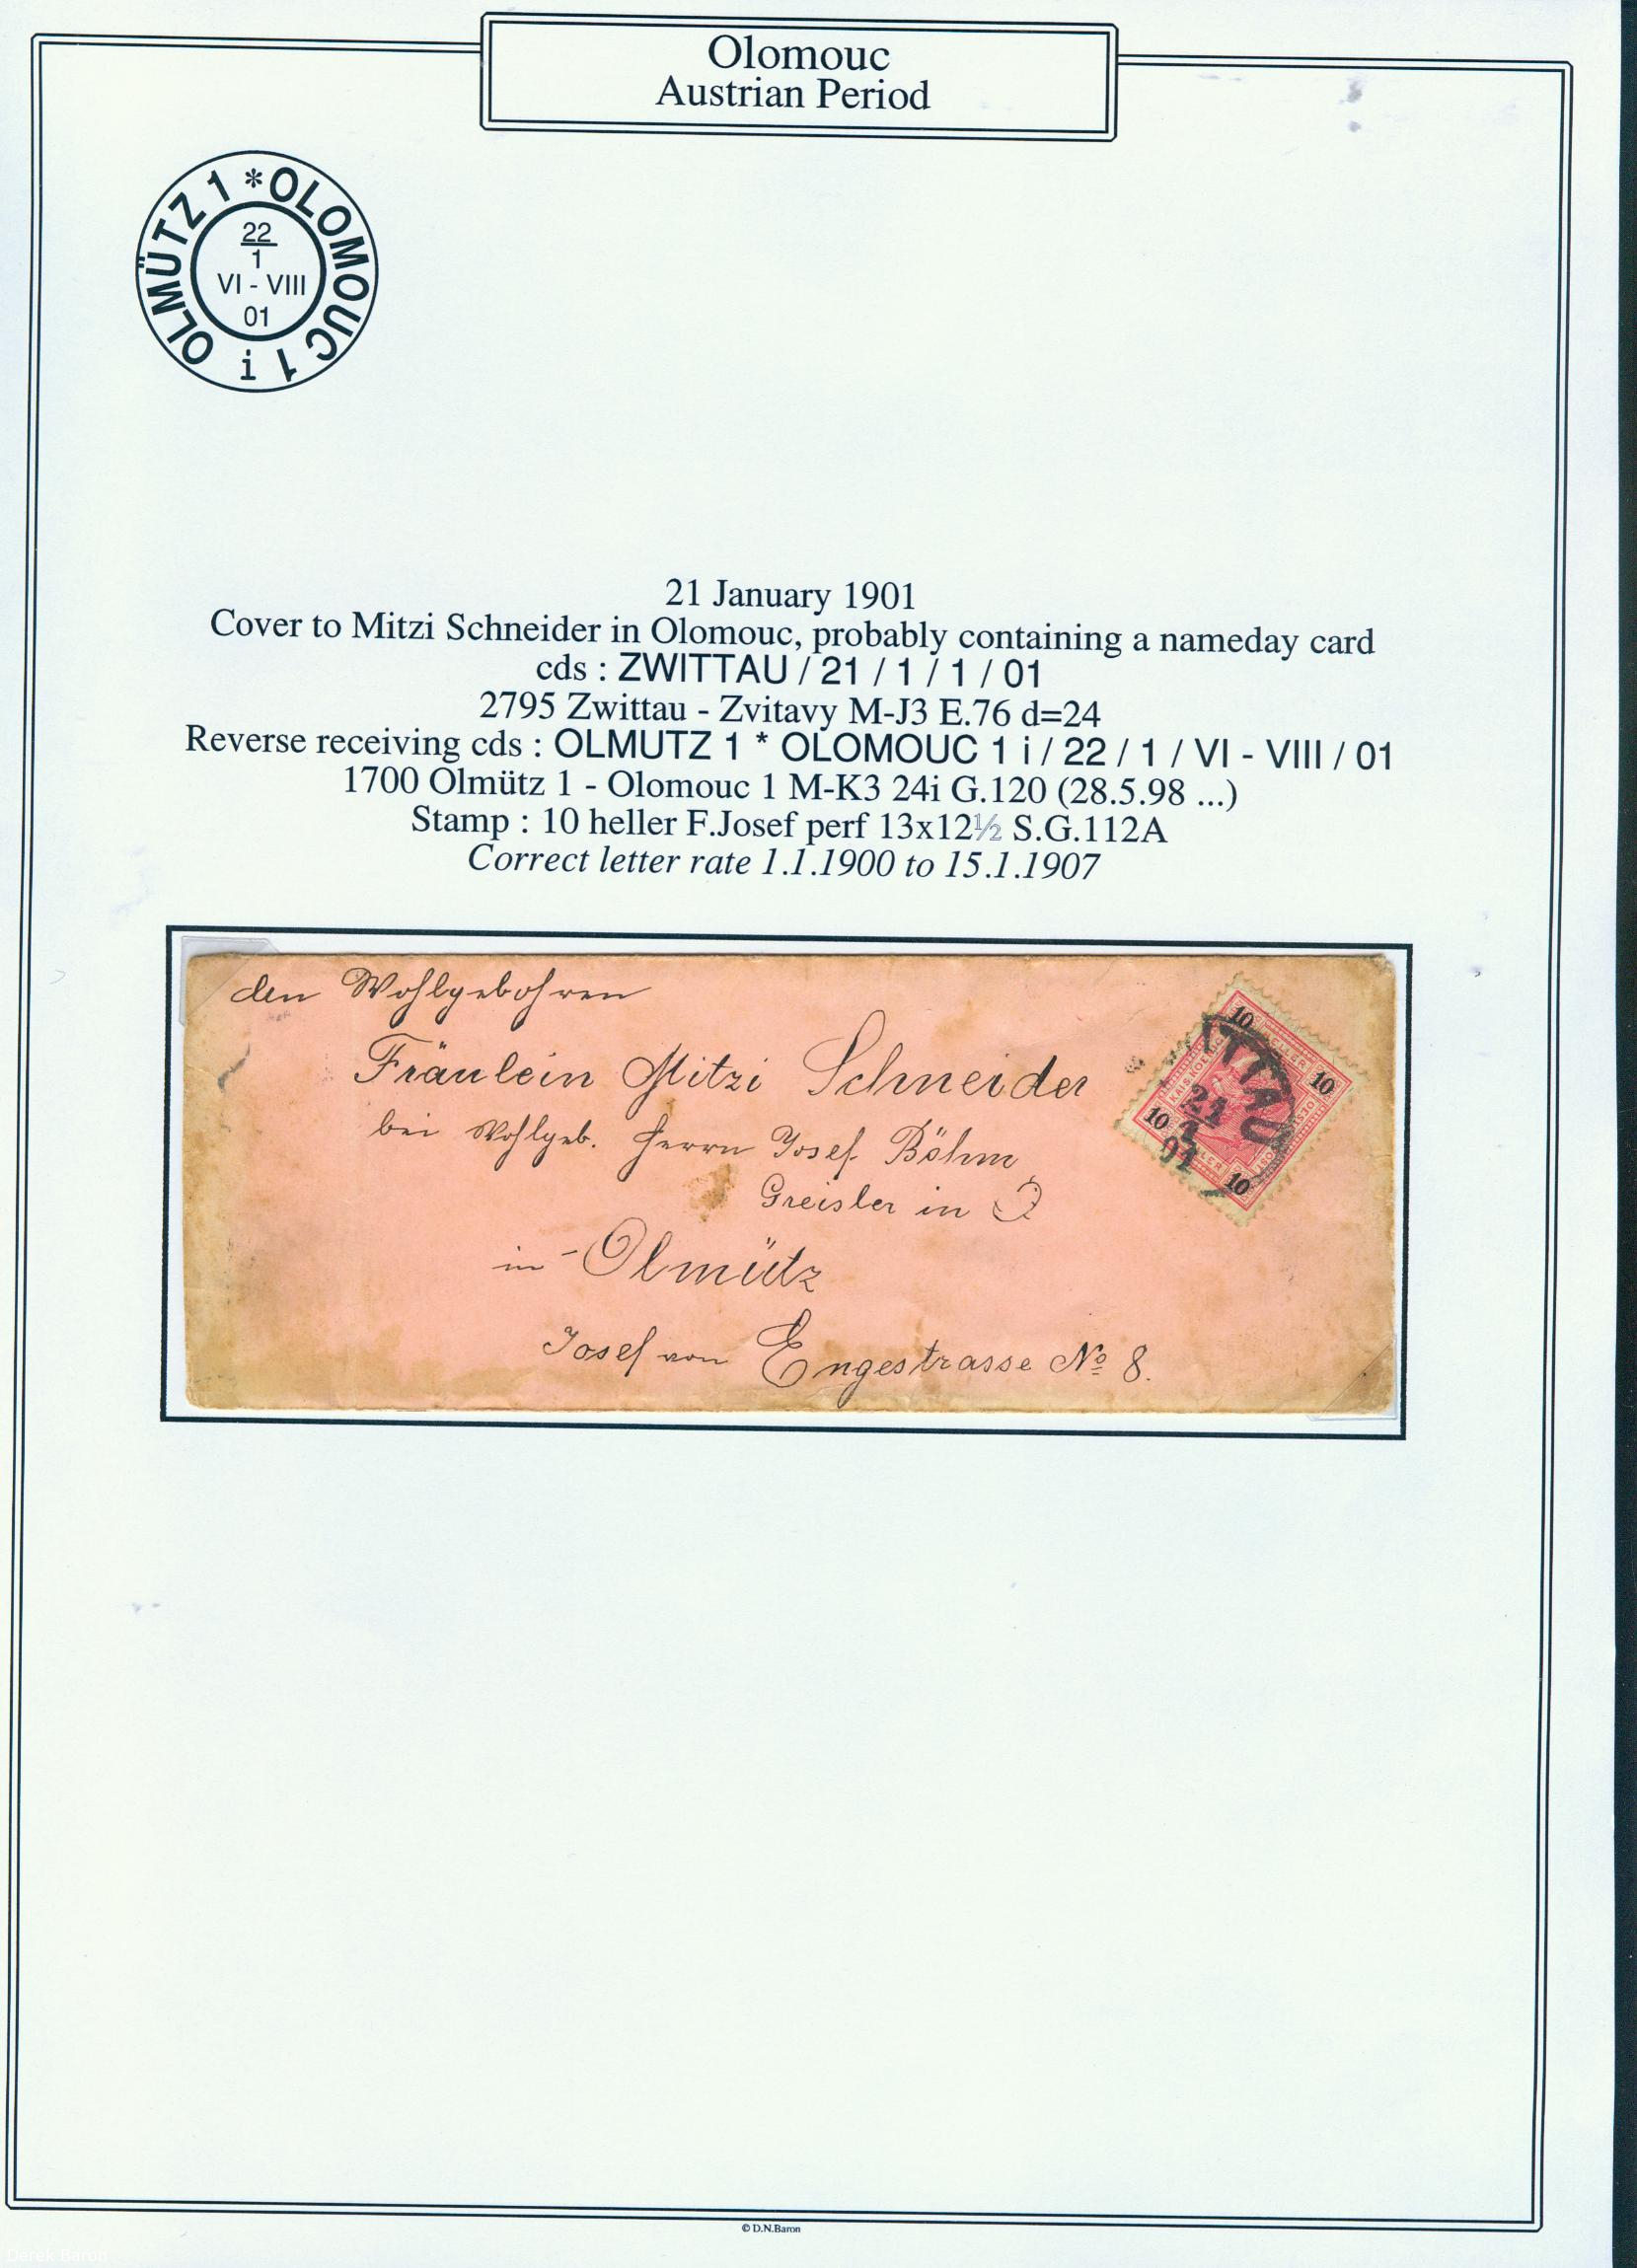 Olomouc
Austrian Period
OLMÜTZ 1 * OLOMOUC 1 i
22
1
VI - VIII
01
21 January 1901
Cover to Mitzi Schneider in Olomouc, probably containing a nameday card
cds : ZWITTAU / 21 / 1 / 1 / 01
2795 Zwittau - Zvitavy M-J3 E.76 d=24
Reverse receiving cds : OLMUTZ 1 * OLOMOUC 1 i / 22 / 1 / VI - VIII / 01
1700 Olmütz 1 - Olomouc 1 M-K3 24i G.120 (28.5.98 ...)
Stamp : 10 heller F.Josef perf 13x12½ S.G.112A
Correct letter rate 1.1.1900 to 15.1.1907
den Wohlgebohren
Fräulein Mitzi Schneider
bei Wohlgeb. Herrn Josef Böhm
Greisler in
in Olmütz
Josef von Engestrasse No 8.
10
10
10
10
TTAU
21
1
01
© D.N.Baron
Derek Baron